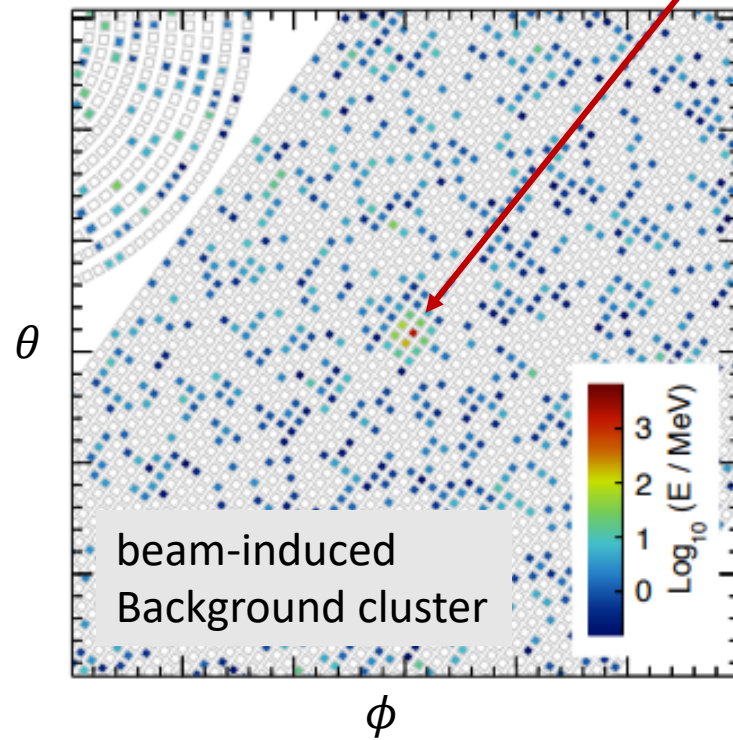 θ
beam-induced
Background cluster
3
2
1
0
Log₁₀ (E / MeV)
ϕ